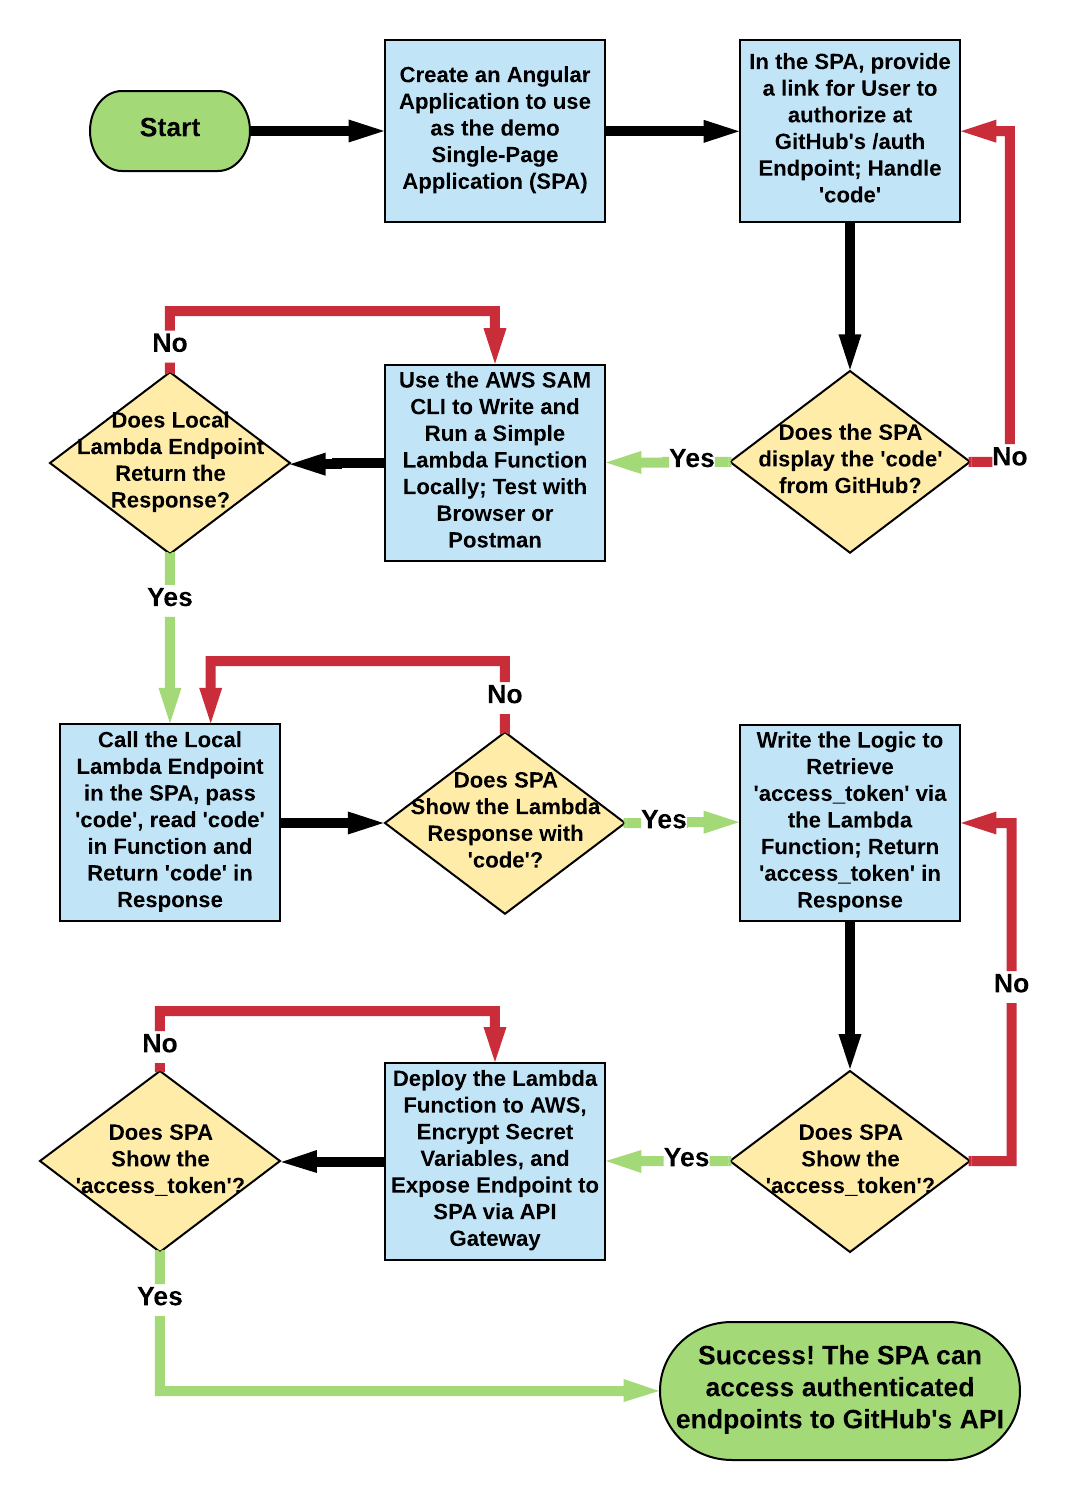 Start
Create an Angular
Application to use
as the demo
Single-Page
Application (SPA)
In the SPA, provide
a link for User to
authorize at
GitHub's /auth
Endpoint; Handle
'code'
Does the SPA
display the 'code'
from GitHub?
No
Yes
Use the AWS SAM
CLI to Write and
Run a Simple
Lambda Function
Locally; Test with
Browser or
Postman
Does Local
Lambda Endpoint
Return the
Response?
No
Yes
Call the Local
Lambda Endpoint
in the SPA, pass
'code', read 'code'
in Function and
Return 'code' in
Response
Does SPA
Show the Lambda
Response with
'code'?
No
Yes
Write the Logic to
Retrieve
'access_token' via
the Lambda
Function; Return
'access_token' in
Response
Does SPA
Show the
'access_token'?
No
Yes
Deploy the Lambda
Function to AWS,
Encrypt Secret
Variables, and
Expose Endpoint to
SPA via API
Gateway
Does SPA
Show the
'access_token'?
No
Yes
Success! The SPA can
access authenticated
endpoints to GitHub's API